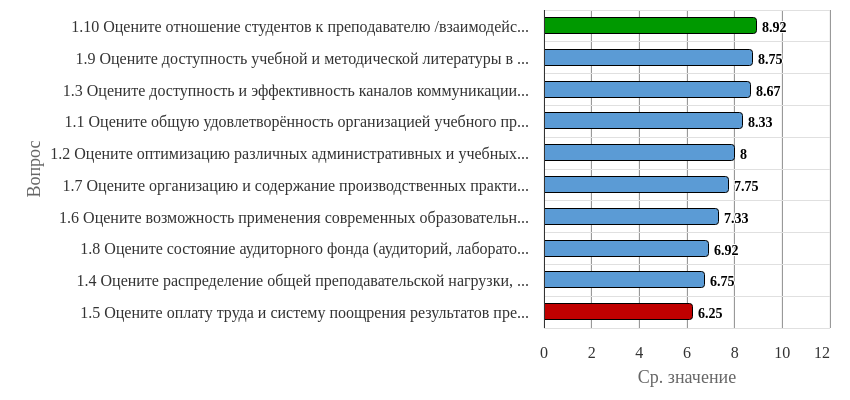 1.10 Оцените отношение студентов к преподавателю /взаимодейс... 8.92
1.9 Оцените доступность учебной и методической литературы в ... 8.75
1.3 Оцените доступность и эффективность каналов коммуникации... 8.67
1.1 Оцените общую удовлетворённость организацией учебного пр... 8.33
1.2 Оцените оптимизацию различных административных и учебных... 8
1.7 Оцените организацию и содержание производственных практи... 7.75
1.6 Оцените возможность применения современных образовательн... 7.33
1.8 Оцените состояние аудиторного фонда (аудиторий, лаборато... 6.92
1.4 Оцените распределение общей преподавательской нагрузки, ... 6.75
1.5 Оцените оплату труда и систему поощрения результатов пре... 6.25
Вопрос
0 2 4 6 8 10 12
Ср. значение